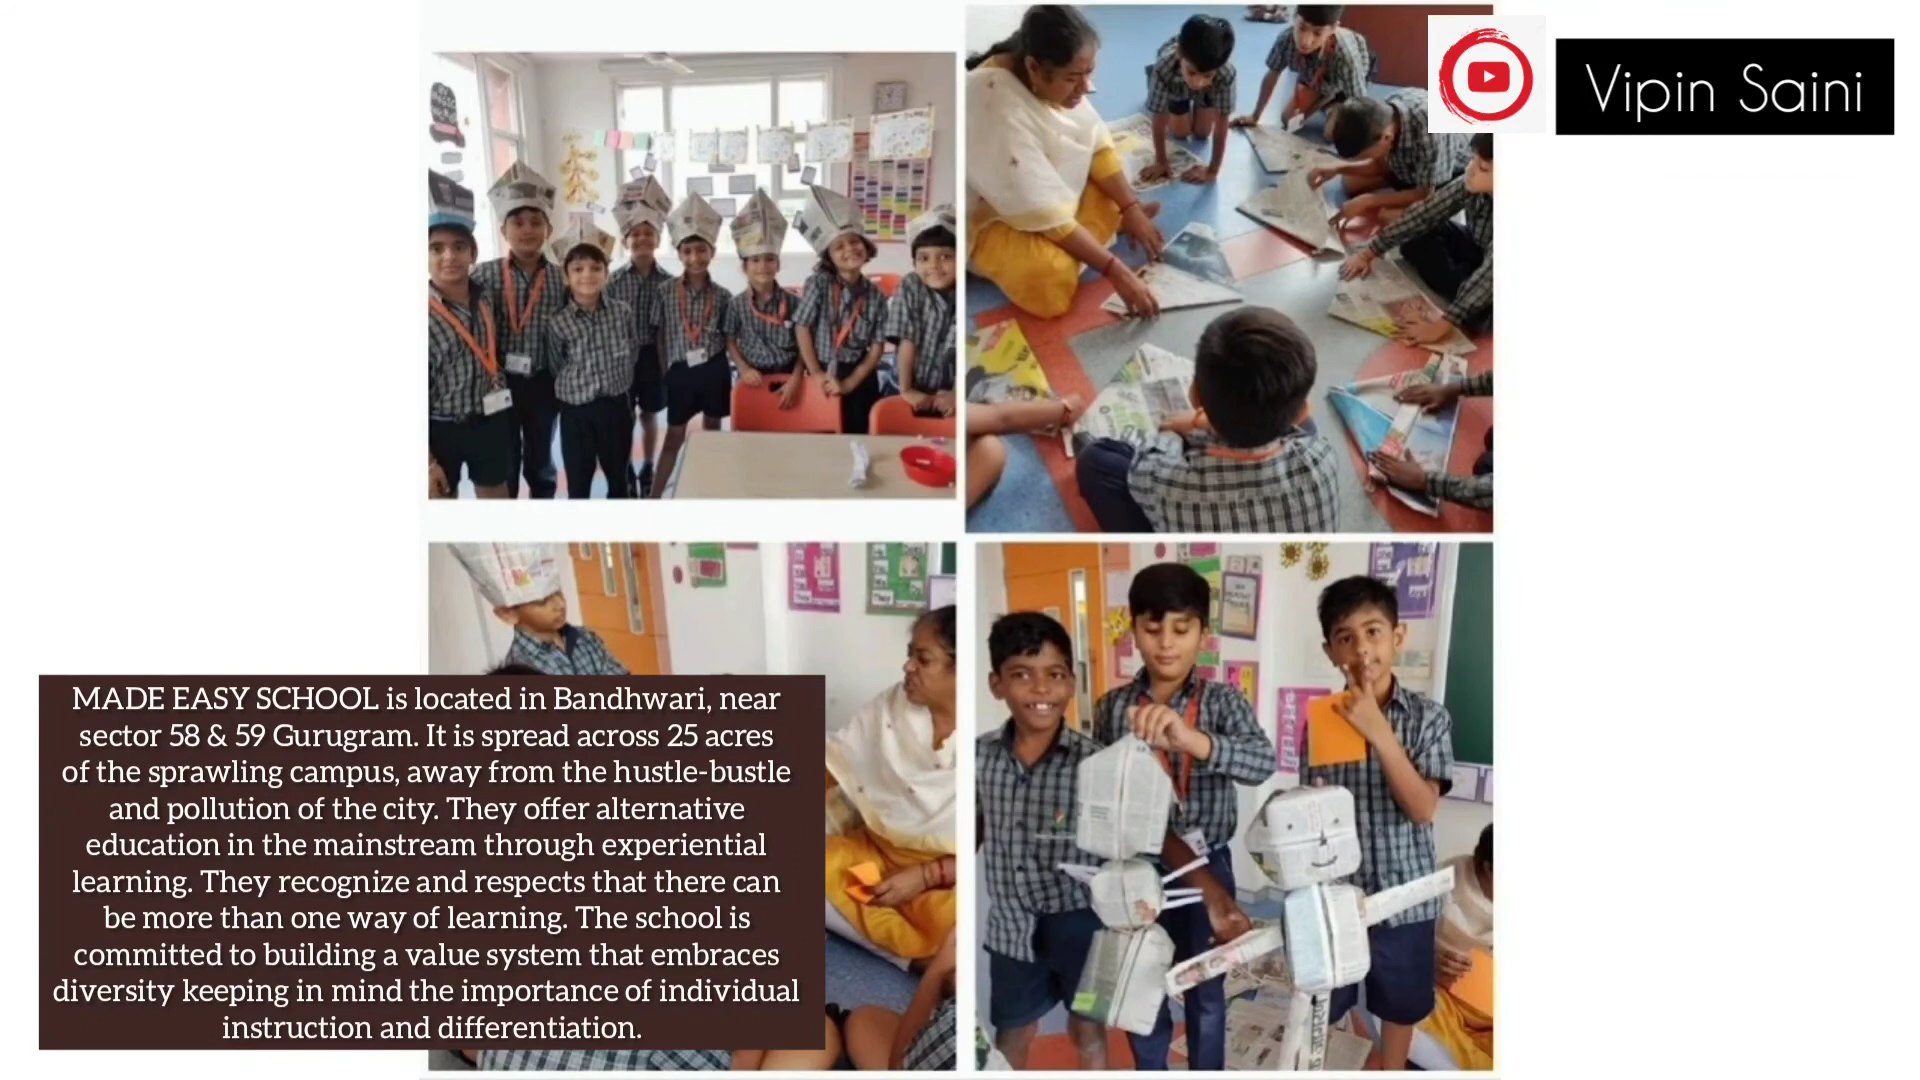 Vipin Saini
MADE EASY SCHOOL is located in Bandhwari, near
sector 58 & 59 Gurugram. It is spread across 25 acres
of the sprawling campus, away from the hustle-bustle
and pollution of the city. They offer alternative
education in the mainstream through experiential
learning. They recognize and respects that there can
be more than one way of learning. The school is
committed to building a value system that embraces
diversity keeping in mind the importance of individual
instruction and differentiation.